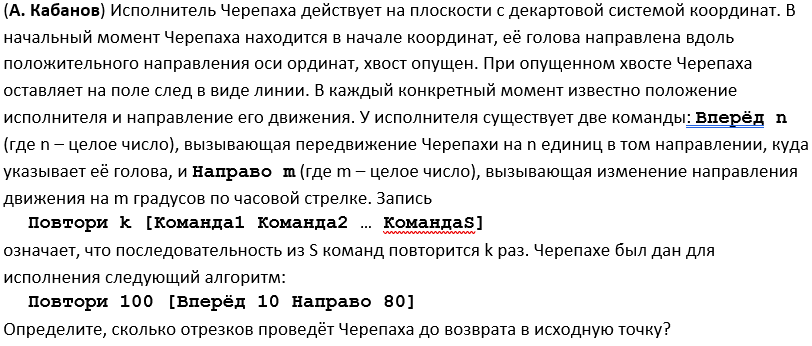 (А. Кабанов) Исполнитель Черепаха действует на плоскости с декартовой системой координат. В
начальный момент Черепаха находится в начале координат, её голова направлена вдоль
положительного направления оси ординат, хвост опущен. При опущенном хвосте Черепаха
оставляет на поле след в виде линии. В каждый конкретный момент известно положение
исполнителя и направление его движения. У исполнителя существует две команды: Вперёд n
(где n – целое число), вызывающая передвижение Черепахи на n единиц в том направлении, куда
указывает её голова, и Направо m (где m – целое число), вызывающая изменение направления
движения на m градусов по часовой стрелке. Запись
Повтори k [Команда1 Команда2 … КомандаS]
означает, что последовательность из S команд повторится k раз. Черепахе был дан для
исполнения следующий алгоритм:
Повтори 100 [Вперёд 10 Направо 80]
Определите, сколько отрезков проведёт Черепаха до возврата в исходную точку?